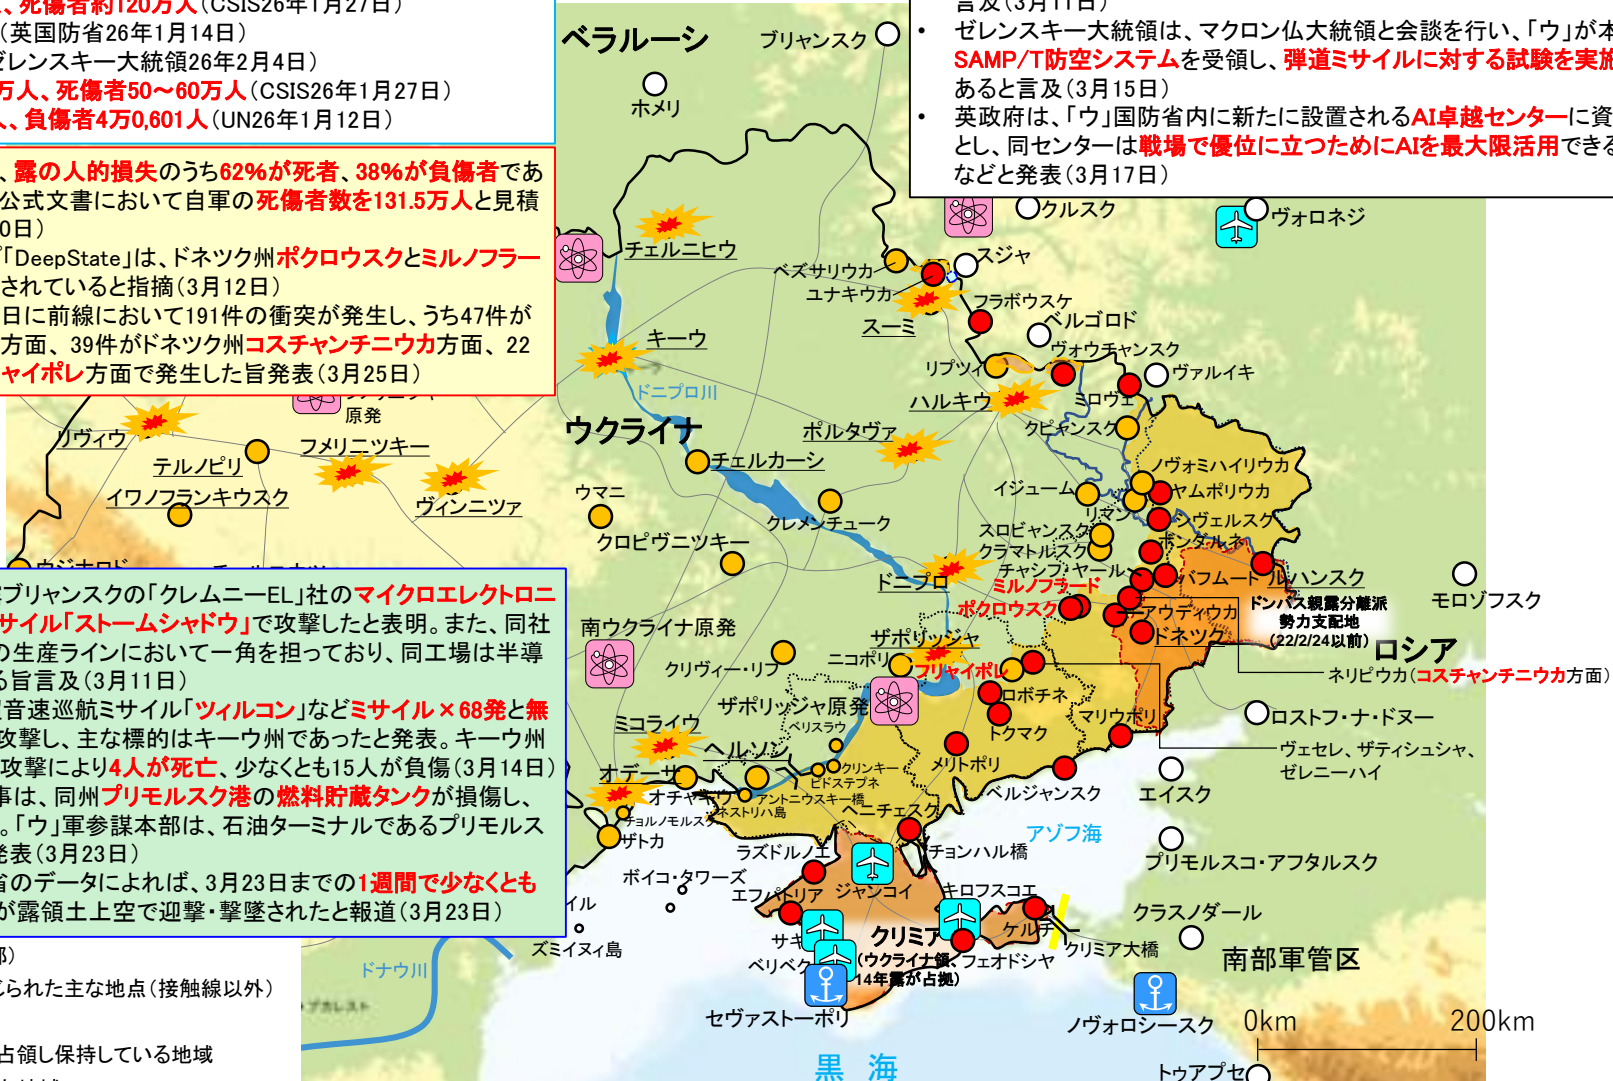 、死傷者約120万人（CSIS26年1月27日）
（英国防省26年1月14日）
ゼレンスキー大統領26年2月4日）
万人、死傷者50～60万人（CSIS26年1月27日）
人、負傷者4万0,601人（UN26年1月12日）
、露の人的損失のうち62%が死者、38%が負傷者であ
公式文書において自軍の死傷者数を131.5万人と見積
0日）
「DeepState」は、ドネツク州ポクロウスクとミルノフラー
されていると指摘（3月12日）
日に前線において191件の衝突が発生し、うち47件が
方面、39件がドネツク州コスチャンチニウカ方面、22
ャイポレ方面で発生した旨発表（3月25日）
言及（3月11日）
• ゼレンスキー大統領は、マクロン仏大統領と会談を行い、「ウ」が本
SAMP/T防空システムを受領し、弾道ミサイルに対する試験を実施
あると言及（3月15日）
• 英政府は、「ウ」国防省内に新たに設置されるAI卓越センターに資
とし、同センターは戦場で優位に立つためにAIを最大限活用できる
などと発表（3月17日）
ベラルーシ
ブリャンスク
ホメリ
クルスク
ヴォロネジ
チェルニヒウ
スジャ
ベズサリウカ
ユナキウカ
フラボウスケ
スーミ
ベルゴロド
キーウ
ヴォウチャンスク
リプツィ
ヴァルイキ
ドニプロ川
ハルキウ
ミロヴェ
原発
ウクライナ
ポルタヴァ
クピャンスク
リヴィウ
フメリニツキー
テルノピリ
チェルカーシ
ノヴォミハイリウカ
イワノフランキウスク
ヴィンニツァ
ウマニ
イジューム
ヤムポリウカ
リマン
クレメンチューク
シヴェルスク
スロビャンスク
クロピヴニツキー
ボンダルネ
クラマトルスク
チャシブ・ヤール
ウジホロド
ドニプロ
ミルノフラード
バフムート
ルハンスク
モロゾフスク
ポクロウスク
アウディウカ
ドンバス親露分離派
勢力支配地
（22/2/24以前）
ドネツク
ロシア
南ウクライナ原発
ザポリッジャ
ニコポリ
クリヴィー・リフ
フリャイポレ
ネリピウカ（コスチャンチニウカ方面）
ザポリッジャ原発
ロボチネ
ベリスラウ
トクマク
マリウポリ
ロストフ・ナ・ドヌー
ミコライウ
ヘルソン
メリトポリ
ヴェセレ、ザティシュシャ、
ゼレニーハイ
クリンキー
ビドステプネ
オデーサ
オチャキウ
アントニウスキー橋
ベルジャンスク
エイスク
ネストリハ島
ヘーニチェスク
チョルノモルスク
アゾフ海
ザトカ
ラズドルノエ
チョンハル橋
プリモルスコ・アフタルスク
ボイコ・タワーズ
エフパトリア
ジャンコイ
キロフスコエ
クラスノダール
イル
ズミイヌィ島
サキ
クリミア
ケルチ
クリミア大橋
（ウクライナ領、
14年露が占拠）
フェオドシヤ
ベリベク
南部軍管区
セヴァストーポリ
ノヴォロシースク
0km
200km
黒 海
トゥアプセ
ブリャンスクの「クレムニーEL」社のマイクロエレクトロニ
サイル「ストームシャドウ」で攻撃したと表明。また、同社
の生産ラインにおいて一角を担っており、同工場は半導
る旨言及（3月11日）
音速巡航ミサイル「ツィルコン」などミサイル×68発と無
攻撃し、主な標的はキーウ州であったと発表。キーウ州
攻撃により4人が死亡、少なくとも15人が負傷（3月14日）
事は、同州プリモルスク港の燃料貯蔵タンクが損傷し、
。「ウ」軍参謀本部は、石油ターミナルであるプリモルス
発表（3月23日）
省のデータによれば、3月23日までの1週間で少なくとも
が露領土上空で迎撃・撃墜されたと報道（3月23日）
ドナウ川
じられた主な地点（接触線以外）
占領し保持している地域